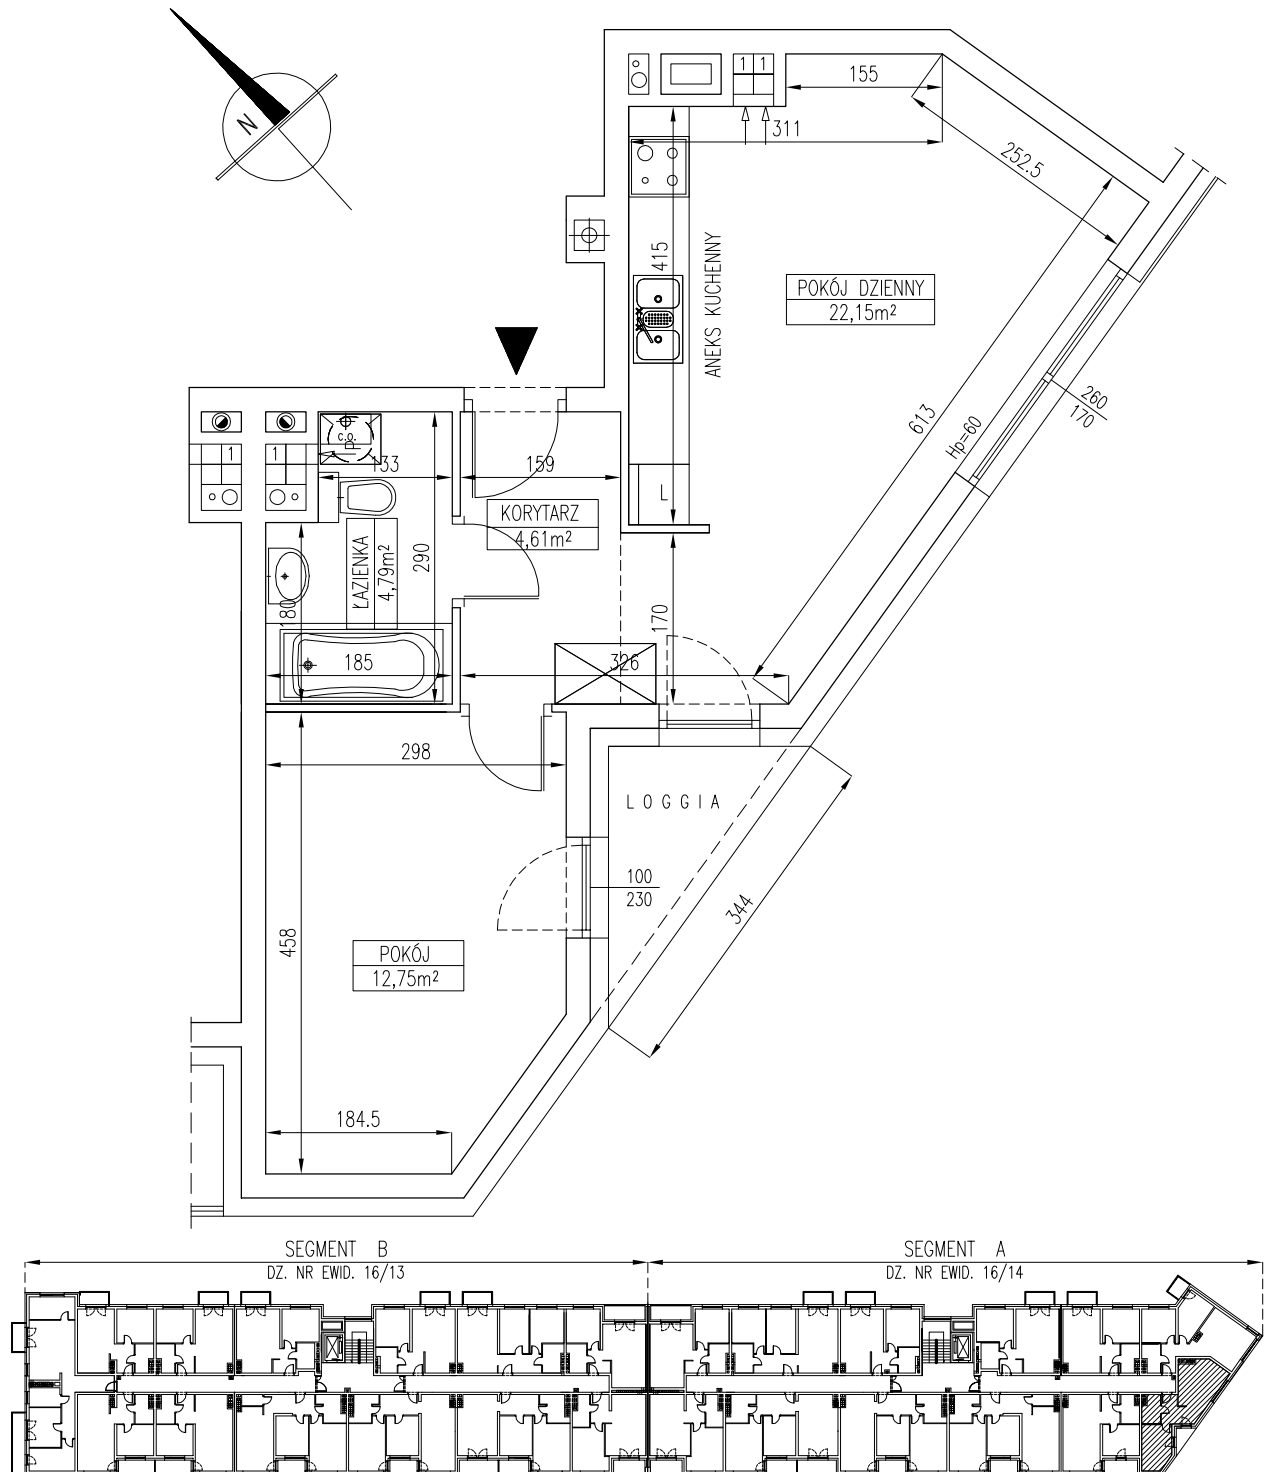 N
1 1
155
311
252.5
415
ANEKS KUCHENNY
POKÓJ DZIENNY
22,15m²
613
Hp=60
260
170
1
1
c.o.
P
133
159
L
KORYTARZ
4,61m²
ŁAZIENKA
4,79m²
290
180
170
185
326
298
LOGGIA
100
230
344
458
POKÓJ
12,75m²
184.5
SEGMENT B
DZ. NR EWID. 16/13
SEGMENT A
DZ. NR EWID. 16/14